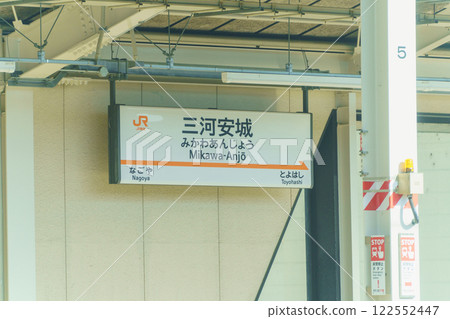 5
JR
三河安城
みかわあんじょう
Mikawa-Anjō
なごや
Nagoya
とよはし
Toyohashi
STOP
STOP
122552447